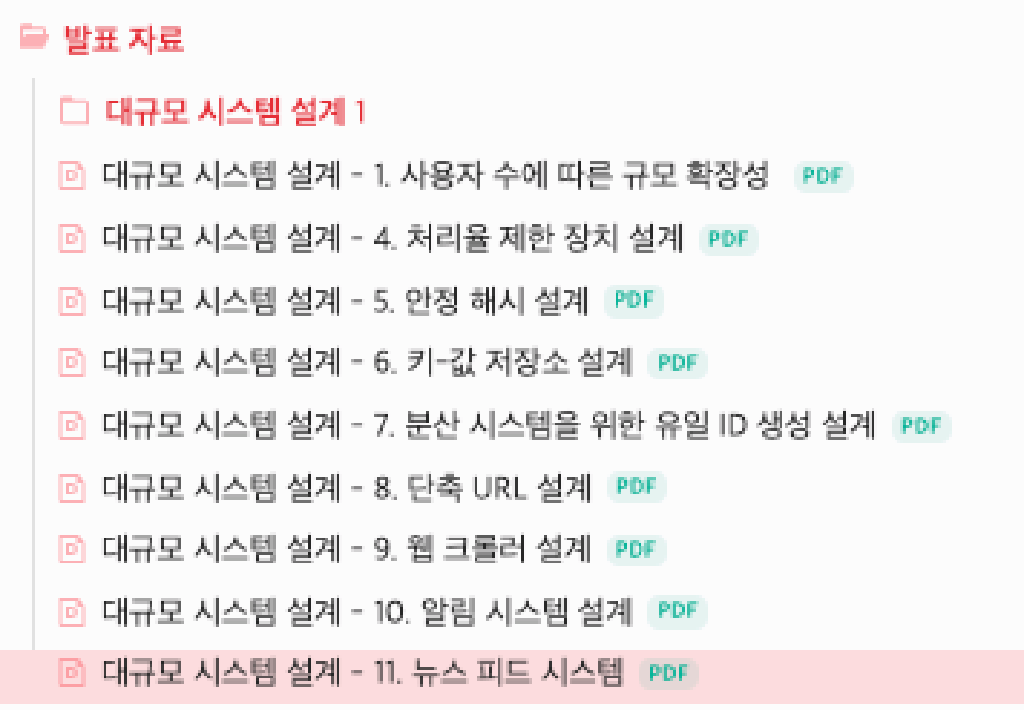 발표 자료
대규모 시스템 설계 1
대규모 시스템 설계 - 1. 사용자 수에 따른 규모 확장성 PDF
대규모 시스템 설계 - 4. 처리율 제한 장치 설계 PDF
대규모 시스템 설계 - 5. 안정 해시 설계 PDF
대규모 시스템 설계 - 6. 키-값 저장소 설계 PDF
대규모 시스템 설계 - 7. 분산 시스템을 위한 유일 ID 생성 설계 PDF
대규모 시스템 설계 - 8. 단축 URL 설계 PDF
대규모 시스템 설계 - 9. 웹 크롤러 설계 PDF
대규모 시스템 설계 - 10. 알림 시스템 설계 PDF
대규모 시스템 설계 - 11. 뉴스 피드 시스템 PDF